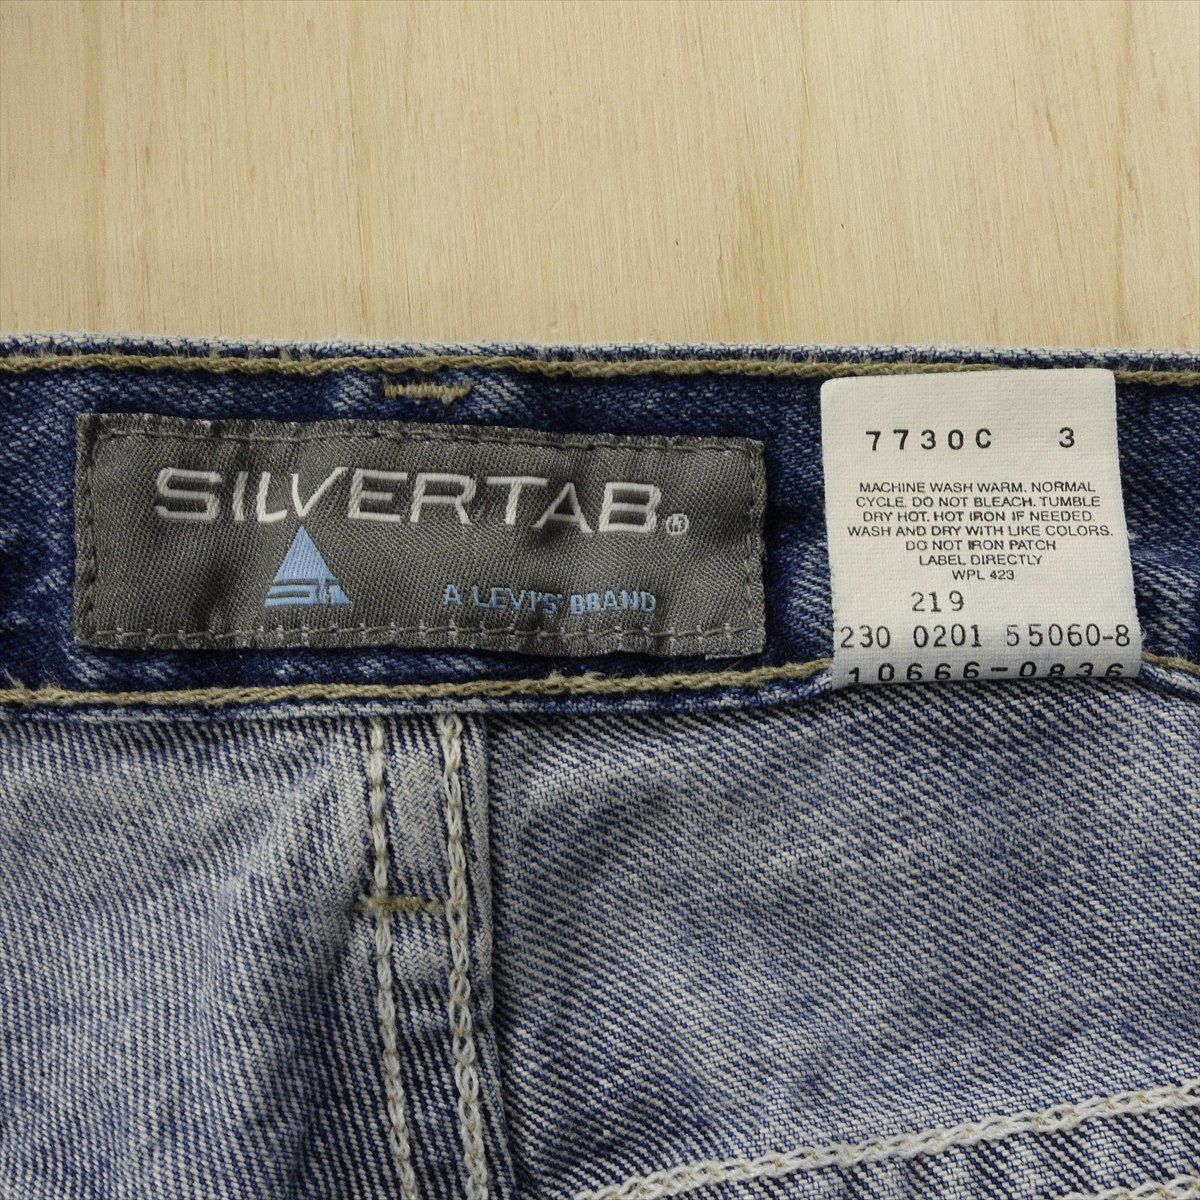 SILVERTAB®
A LEVI'S BRAND
7730C 3
MACHINE WASH WARM. NORMAL
CYCLE. DO NOT BLEACH. TUMBLE
DRY HOT. HOT IRON IF NEEDED.
WASH AND DRY WITH LIKE COLORS.
DO NOT IRON PATCH
LABEL DIRECTLY
WPL 423
219
230 0201 55060-8
10666-0836